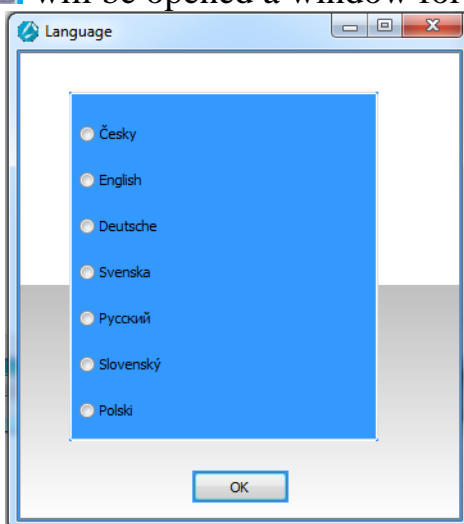 will be opened a window for
Language
Česky
English
Deutsche
Svenska
Русский
Slovenský
Polski
OK